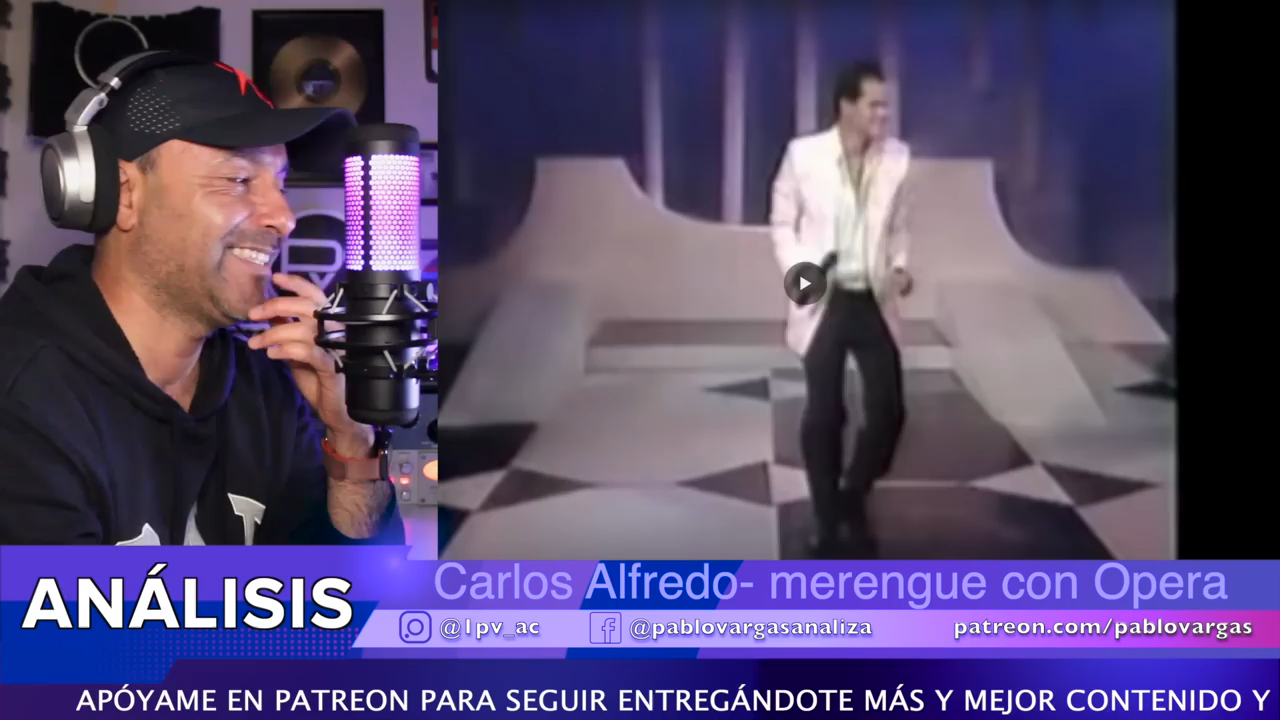 Carlos Alfredo- merengue con Opera
ANÁLISIS
@1pv_ac @pablovargasanaliza patreon.com/pablovargas
APÓYAME EN PATREON PARA SEGUIR ENTREGÁNDOTE MÁS Y MEJOR CONTENIDO Y